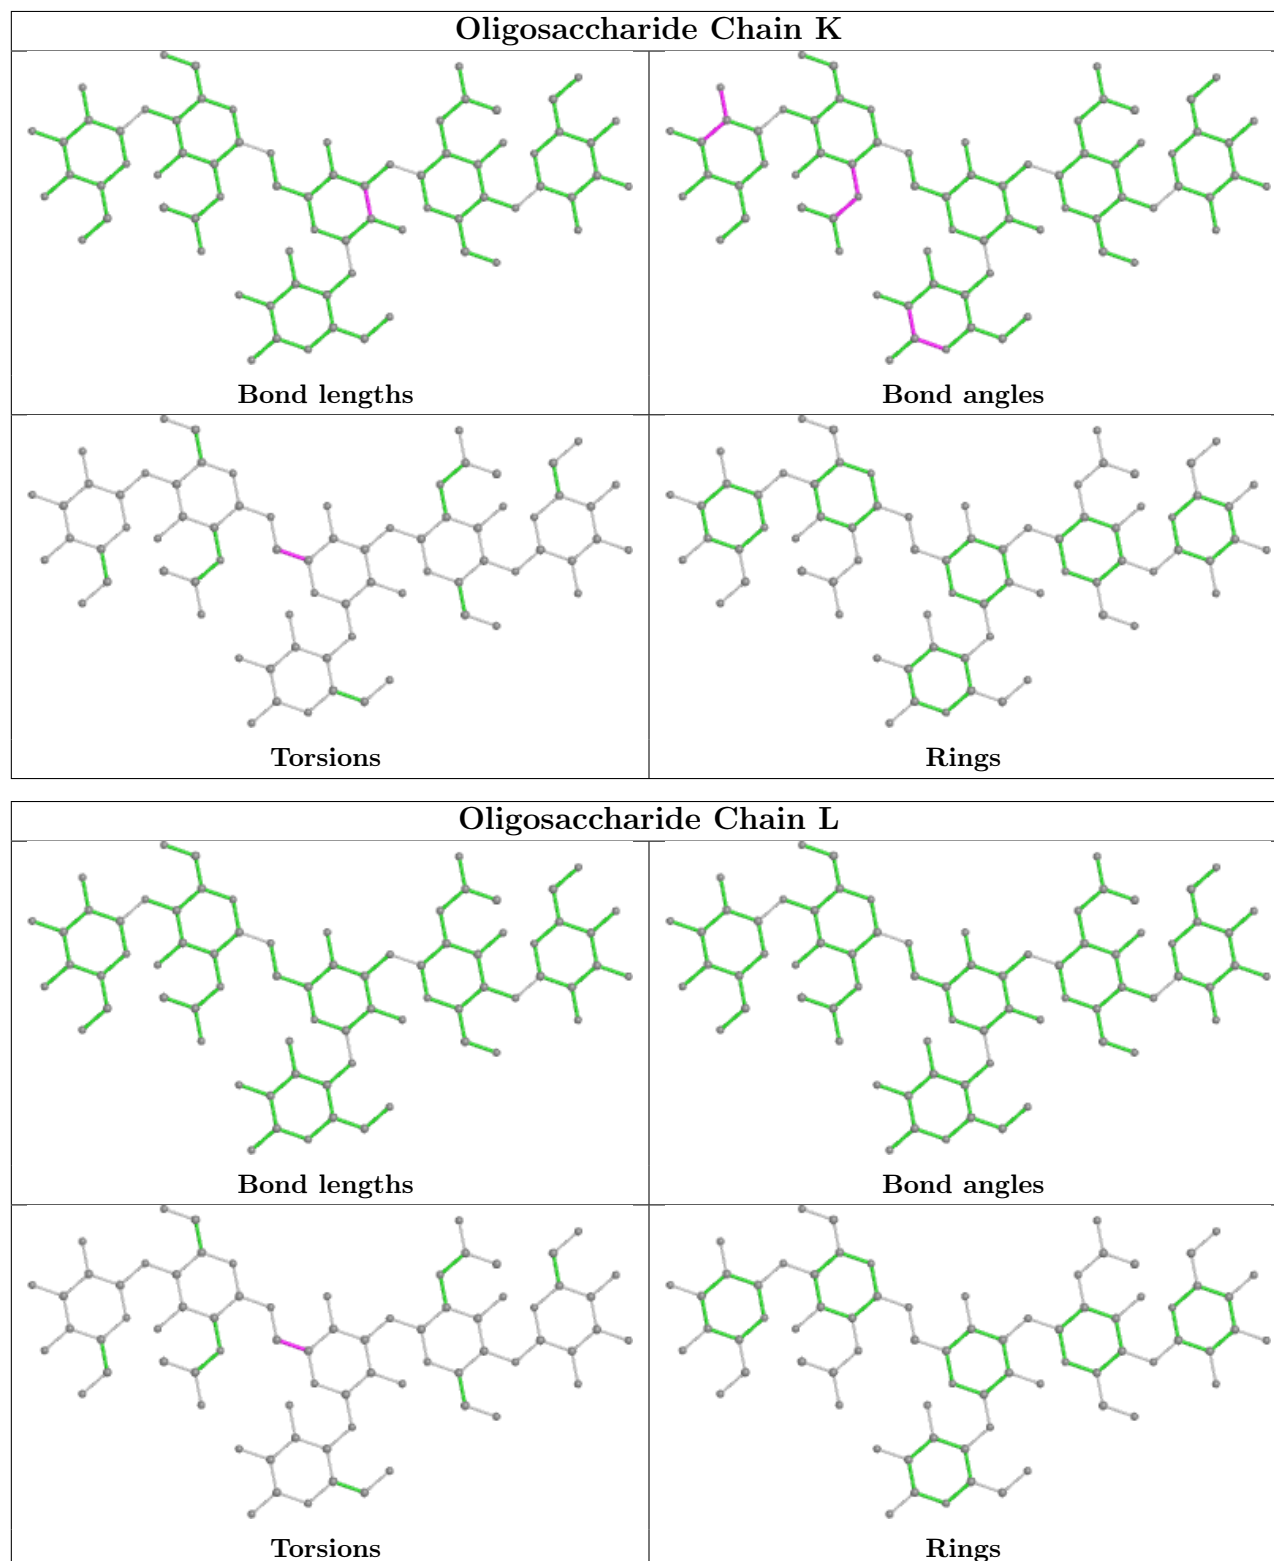 Oligosaccharide Chain K
Bond lengths
Bond angles
Torsions
Rings
Oligosaccharide Chain L
Bond lengths
Bond angles
Torsions
Rings